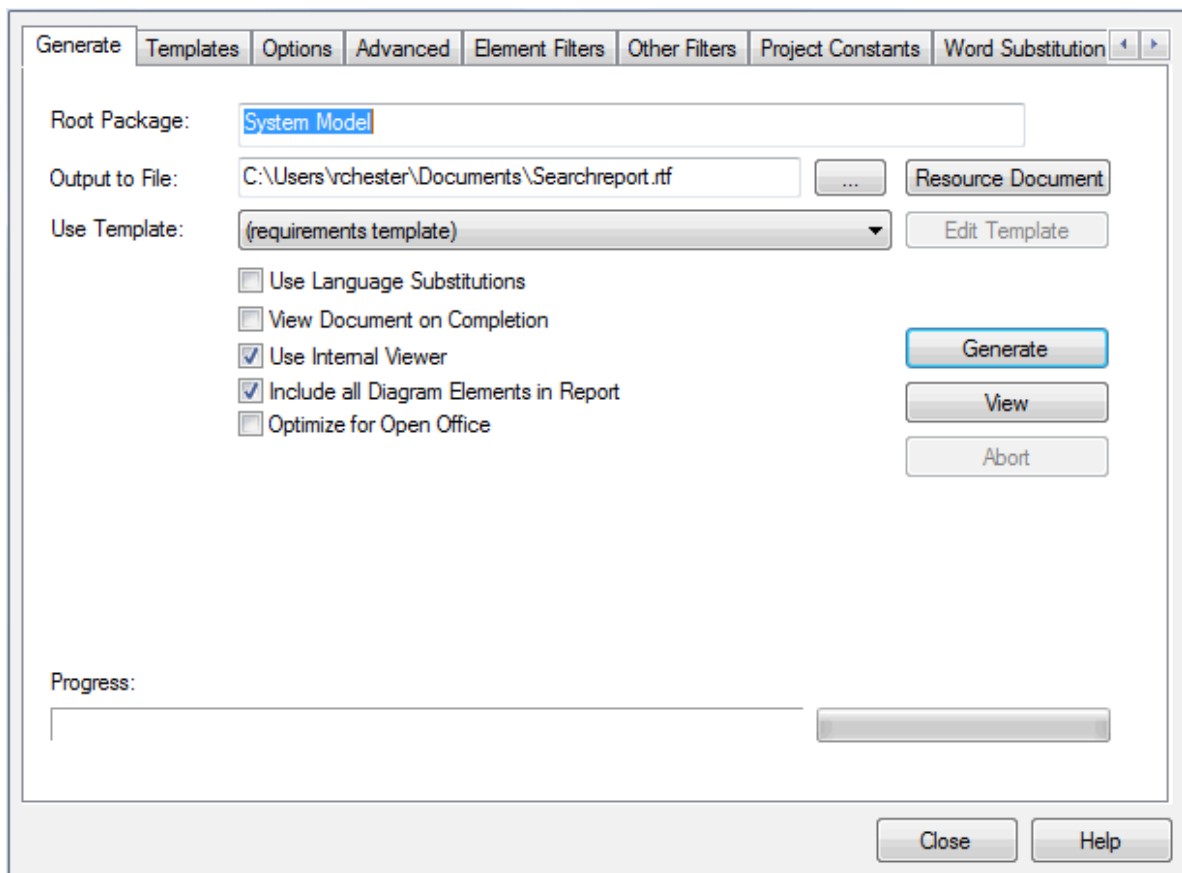 Generate Templates Options Advanced Element Filters Other Filters Project Constants Word Substitution
Root Package: System Model
Output to File: C:\Users\rchester\Documents\Searchreport.rtf ... Resource Document
Use Template: (requirements template) Edit Template
Use Language Substitutions
View Document on Completion
Use Internal Viewer Generate
Include all Diagram Elements in Report View
Optimize for Open Office
Abort
Progress:
Close Help